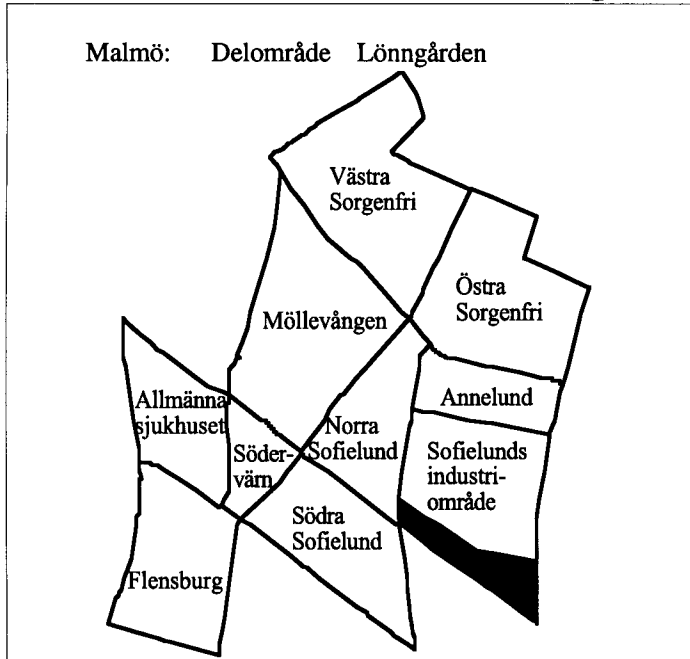 Malmö: Delområde Lönngården
Västra
Sorgenfri
Östra
Sorgenfri
Möllevången
Annelund
Allmänna
sjukhuset
Norra
Sofielund
Söder-
värn
Sofielunds
industri-
område
Södra
Sofielund
Flensburg